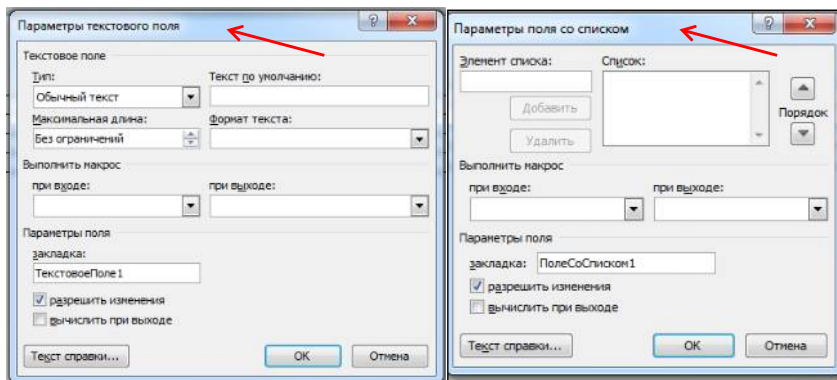 Параметры текстового поля
Текстовое поле
Тип:
Текст по умолчанию:
Обычный текст
Максимальная длина:
Формат текста:
Без ограничений
Выполнить макрос
при входе:
при выходе:
Параметры поля
закладка:
ТекстовоеПоле1
разрешить изменения
вычислить при выходе
Текст справки...
ОК
Отмена
Параметры поля со списком
Элемент списка:
Список:
Добавить
Порядок
Удалить
Выполнить макрос
при входе:
при выходе:
Параметры поля
закладка: ПолеСоСписком1
разрешить изменения
вычислить при выходе
Текст справки...
ОК
Отмена